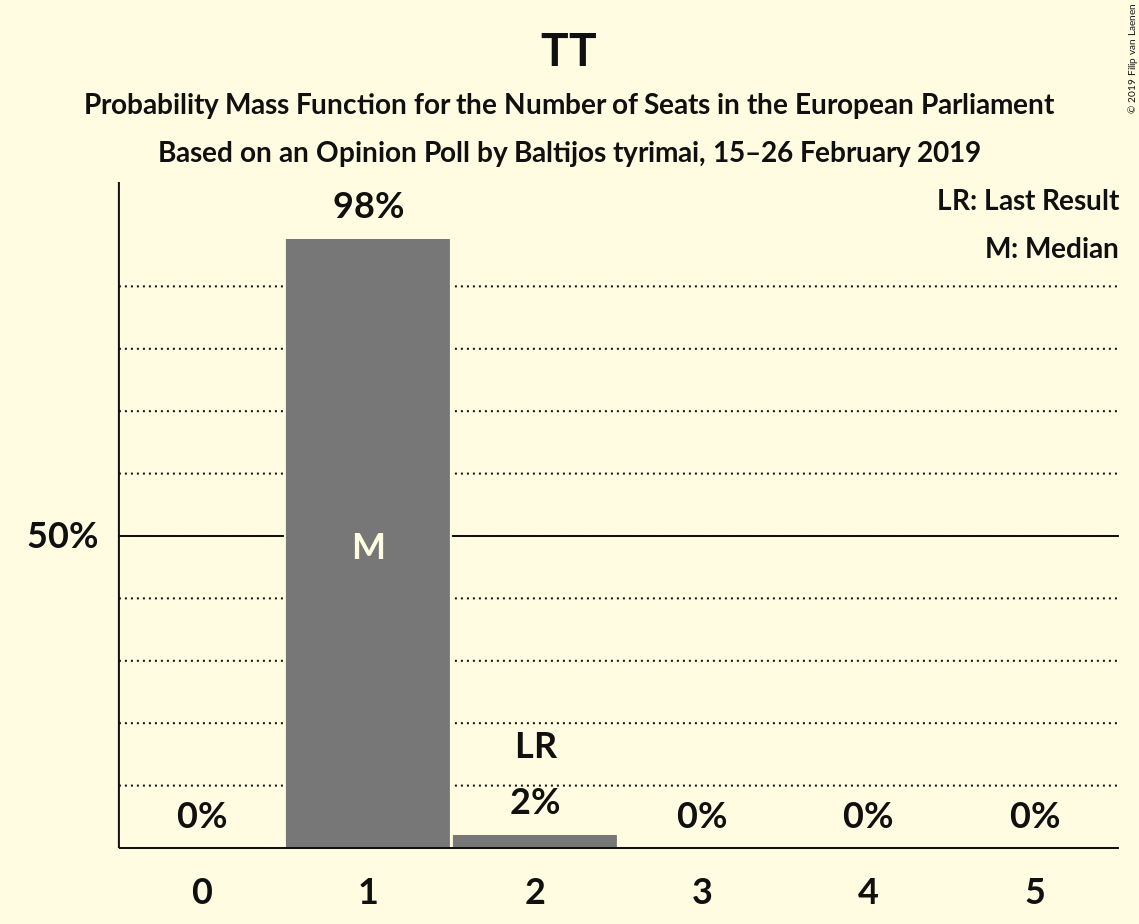 TT
Probability Mass Function for the Number of Seats in the European Parliament
Based on an Opinion Poll by Baltijos tyrimai, 15–26 February 2019
© 2019 Filip van Laenen
LR: Last Result
M: Median
98%
50%
M
LR
0%
2%
0%
0%
0%
0
1
2
3
4
5